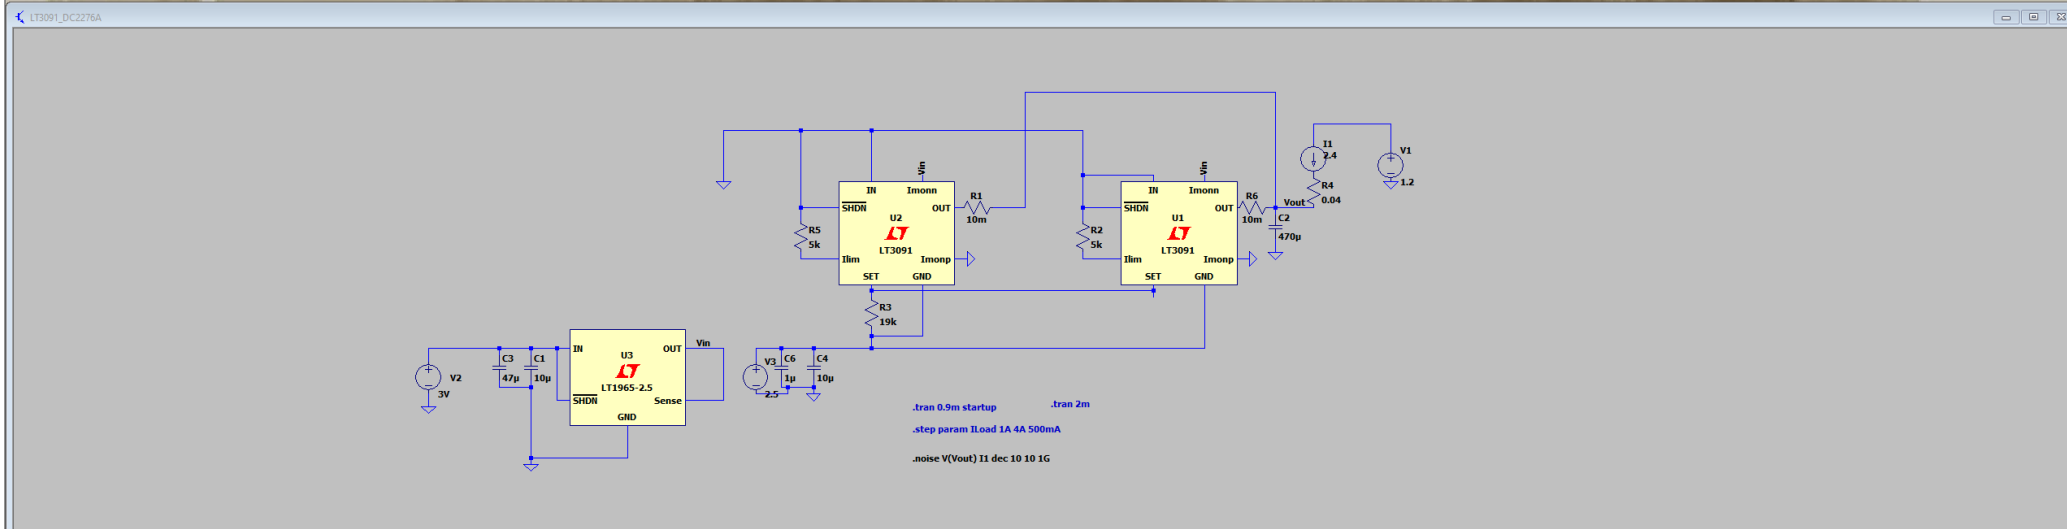 LT3091_DC2276A
I1
2.4
V1
1.2
R4
0.04
Vin
Vin
IN
Imonn
SHDN
OUT
U2
LT3091
Ilim
Imonp
SET
GND
R1
10m
R5
5k
IN
Imonn
SHDN
OUT
U1
LT3091
Ilim
Imonp
SET
GND
R6
10m
Vout
C2
470µ
R2
5k
R3
19k
V2
3V
C3
47µ
C1
10µ
IN
OUT
U3
LT1965-2.5
SHDN
Sense
GND
Vin
V3
2.5
C6
1µ
C4
10µ
.tran 0.9m startup
.tran 2m
.step param ILoad 1A 4A 500mA
.noise V(Vout) I1 dec 10 10 1G